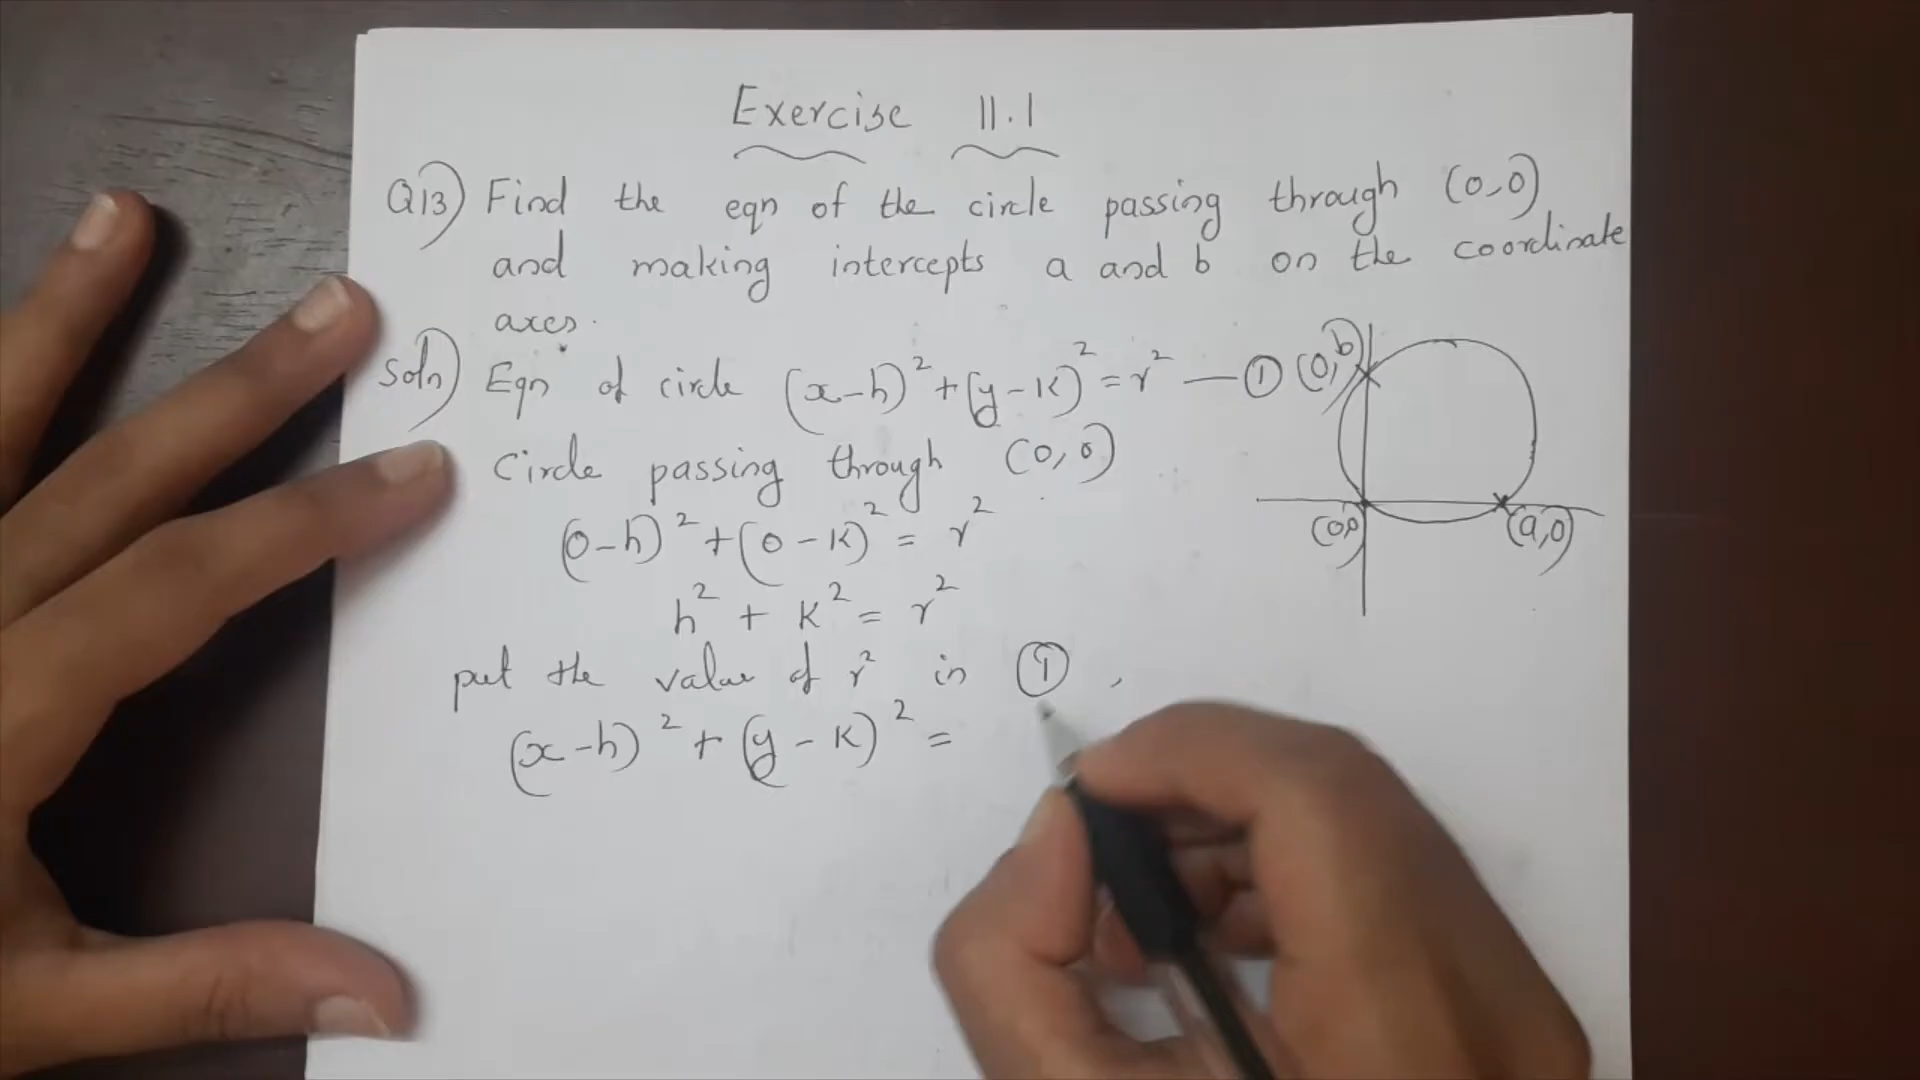 Exercise 11.1
Q13) Find the eqn of the circle passing through (0,0)
and making intercepts a and b on the coordinate
axes.
Soln) Eqn of circle (x-h)² + (y-k)² = r² — ①
Circle passing through (0,0)
(0-h)² + (0-k)² = r²
h² + k² = r²
put the value of r² in ①,
(x-h)² + (y-k)² =
(0,b)
(0,0)
(a,0)